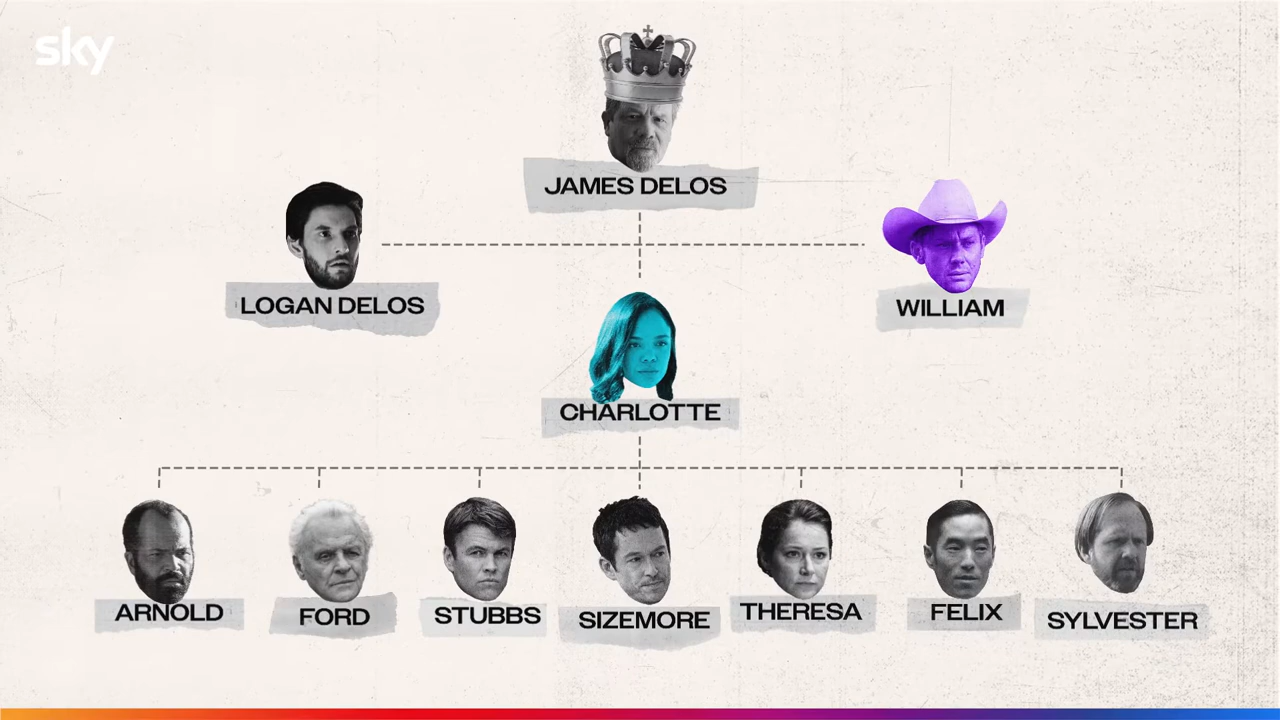 sky
JAMES DELOS
LOGAN DELOS
WILLIAM
CHARLOTTE
ARNOLD
FORD
STUBBS
SIZEMORE
THERESA
FELIX
SYLVESTER